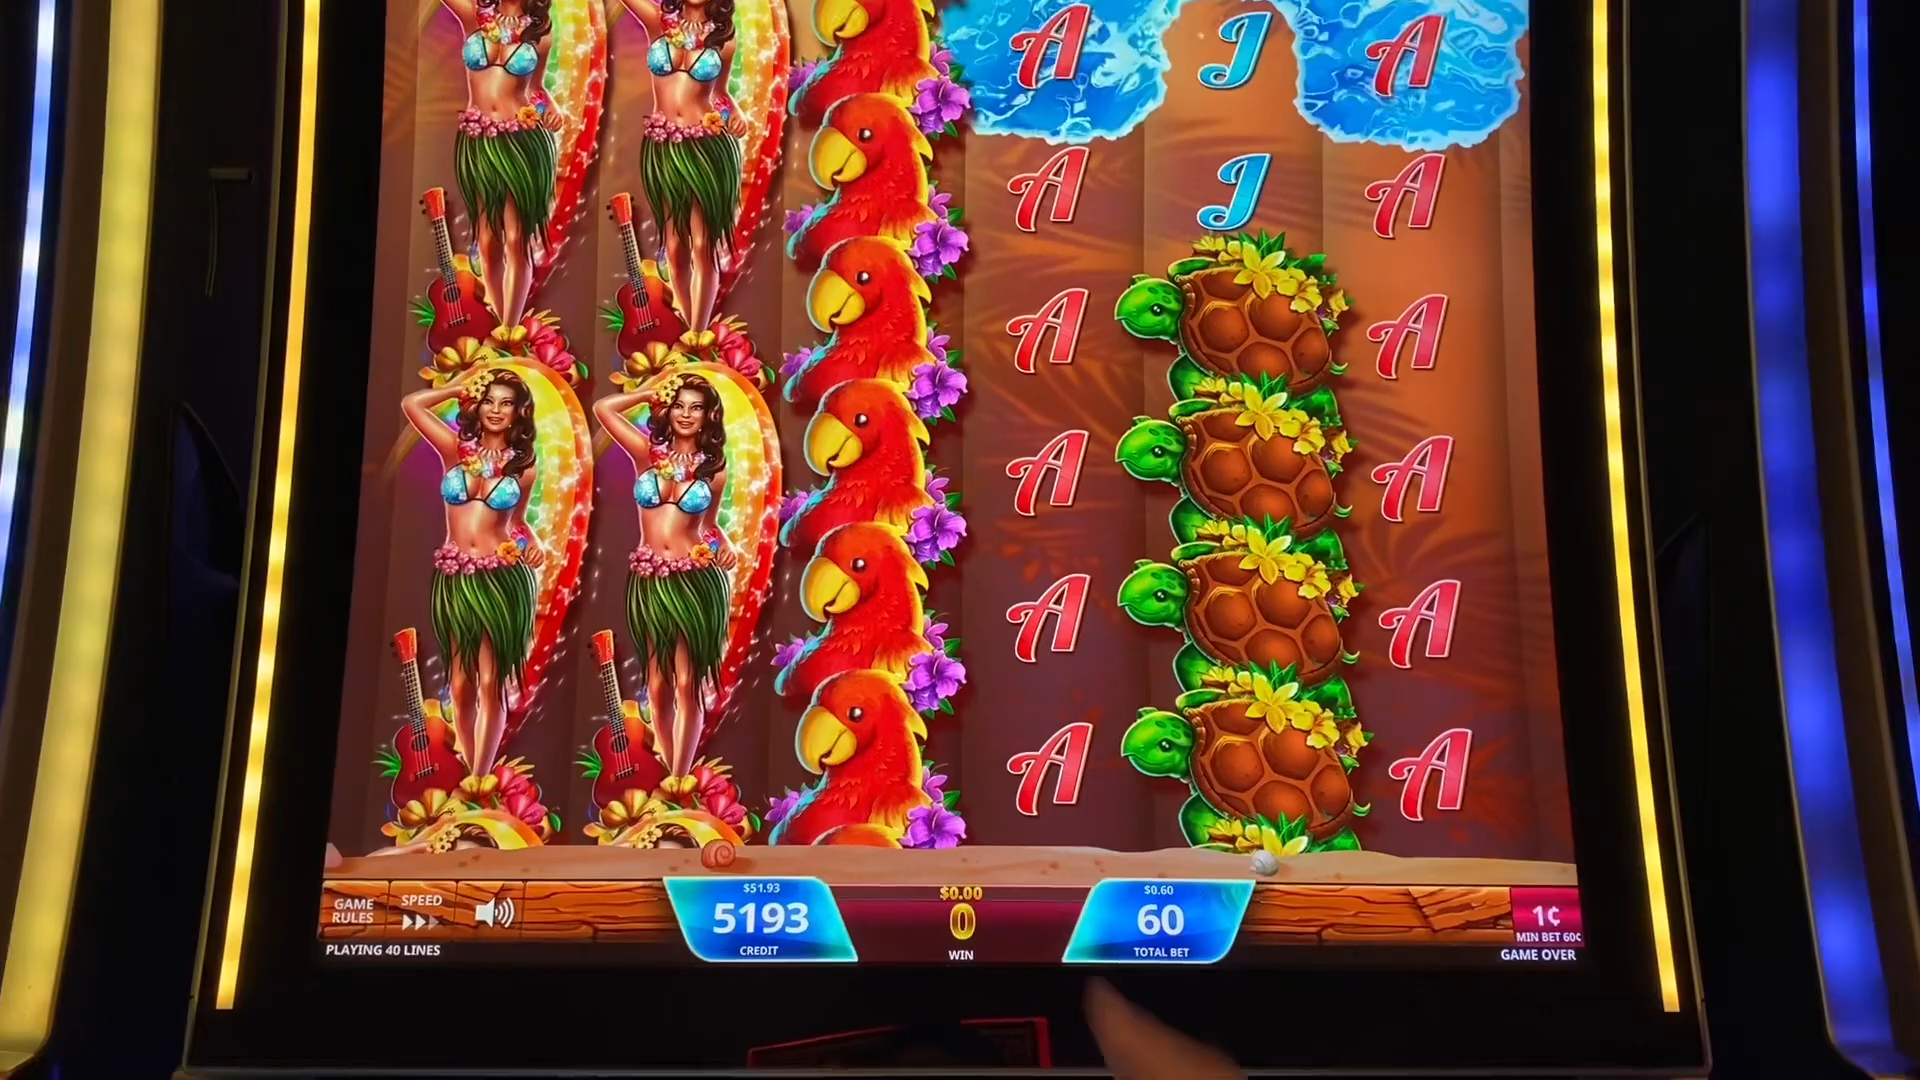 A J A
A J A
A A
A A
A A
A A
GAME RULES
SPEED
$51.93
5193
CREDIT
$0.00
0
WIN
$0.60
60
TOTAL BET
1¢
MIN BET 60¢
PLAYING 40 LINES
GAME OVER